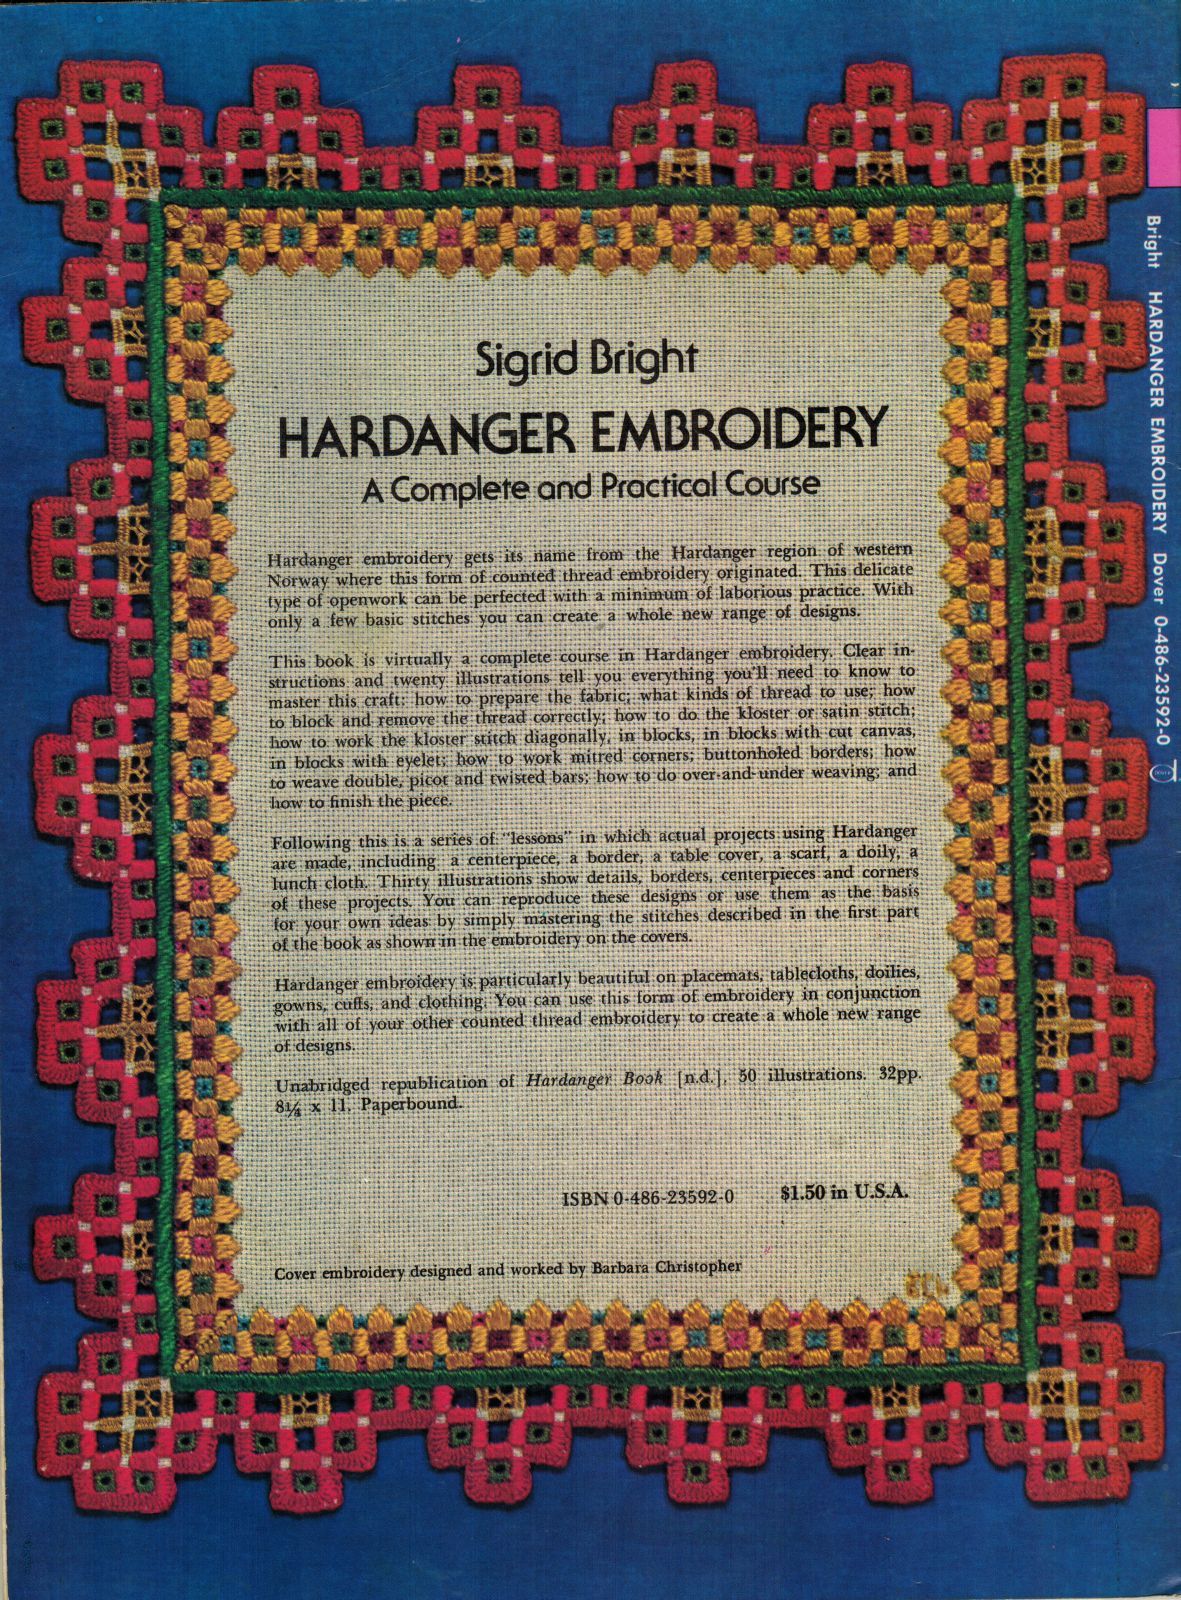 Sigrid Bright
HARDANGER EMBROIDERY
A Complete and Practical Course
Hardanger embroidery gets its name from the Hardanger region of western
Norway where this form of counted thread embroidery originated. This delicate
type of openwork can be perfected with a minimum of laborious practice. With
only a few basic stitches you can create a whole new range of designs.
This book is virtually a complete course in Hardanger embroidery. Clear in-
structions and twenty illustrations tell you everything you'll need to know to
master this craft: how to prepare the fabric; what kinds of thread to use; how
to block and remove the thread correctly; how to do the kloster or satin stitch;
how to work the kloster stitch diagonally, in blocks, in blocks with cut canvas,
in blocks with eyelet; how to work mitred corners; buttonholed borders; how
to weave double, picot and twisted bars; how to do over-and-under weaving; and
how to finish the piece.
Following this is a series of "lessons" in which actual projects using Hardanger
are made, including a centerpiece, a border, a table cover, a scarf, a doily, a
lunch cloth. Thirty illustrations show details, borders, centerpieces and corners
of these projects. You can reproduce these designs or use them as the basis
for your own ideas by simply mastering the stitches described in the first part
of the book as shown in the embroidery on the covers.
Hardanger embroidery is particularly beautiful on placemats, tablecloths, doilies,
gowns, cuffs, and clothing. You can use this form of embroidery in conjunction
with all of your other counted thread embroidery to create a whole new range
of designs.
Unabridged republication of Hardanger Book [n.d.]. 50 illustrations. 32pp.
8¼ x 11. Paperbound.
ISBN 0-486-23592-0 $1.50 in U.S.A.
Cover embroidery designed and worked by Barbara Christopher
Bright HARDANGER EMBROIDERY Dover 0-486-23592-0